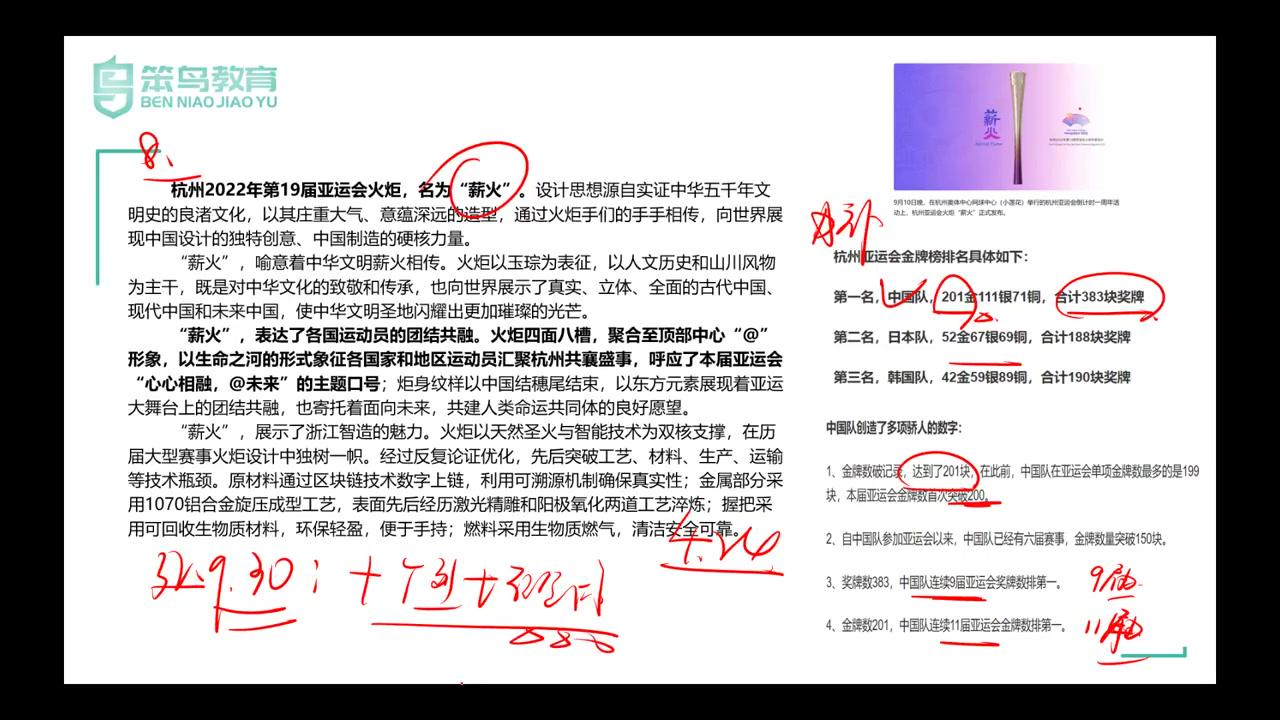 笨鸟教育
BEN NIAO JIAO YU
8、
杭州2022年第19届亚运会火炬，名为“薪火”。设计思想源自实证中华五千年文
明史的良渚文化，以其庄重大气、意蕴深远的造型，通过火炬手们的手手相传，向世界展
现中国设计的独特创意、中国制造的硬核力量。
“薪火”，喻意着中华文明薪火相传。火炬以玉琮为表征，以人文历史和山川风物
为主干，既是对中华文化的致敬和传承，也向世界展示了真实、立体、全面的古代中国、
现代中国和未来中国，使中华文明圣地闪耀出更加璀璨的光芒。
“薪火”，表达了各国运动员的团结共融。火炬四面八槽，聚合至顶部中心“@”
形象，以生命之河的形式象征各国家和地区运动员汇聚杭州共襄盛事，呼应了本届亚运会
“心心相融，@未来”的主题口号；炬身纹样以中国结穗尾结束，以东方元素展现着亚运
大舞台上的团结共融，也寄托着面向未来，共建人类命运共同体的良好愿望。
“薪火”，展示了浙江智造的魅力。火炬以天然圣火与智能技术为双核支撑，在历
届大型赛事火炬设计中独树一帜。经过反复论证优化，先后突破工艺、材料、生产、运输
等技术瓶颈。原材料通过区块链技术数字上链，利用可溯源机制确保真实性；金属部分采
用1070铝合金旋压成型工艺，表面先后经历激光精雕和阳极氧化两道工艺淬炼；握把采
用可回收生物质材料，环保轻盈，便于手持；燃料采用生物质燃气，清洁安全可靠。
9.30；
薪火
9月10日晚，在杭州奥体中心网球中心（小莲花）举行的杭州亚运会倒计时一周年活
动上，杭州亚运会火炬“薪火”正式发布。
杭州亚运会金牌榜排名具体如下：
第一名，中国队，201金111银71铜，合计383块奖牌
第二名，日本队，52金67银69铜，合计188块奖牌
第三名，韩国队，42金59银89铜，合计190块奖牌
中国队创造了多项骄人的数字：
1、金牌数破记录，达到了201块，在此前，中国队在亚运会单项金牌数最多的是199
块，本届亚运会金牌数首次突破200。
2、自中国队参加亚运会以来，中国队已经有六届赛事，金牌数量突破150块。
3、奖牌数383，中国队连续9届亚运会奖牌数排第一。
9届
4、金牌数201，中国队连续11届亚运会金牌数排第一。
11届